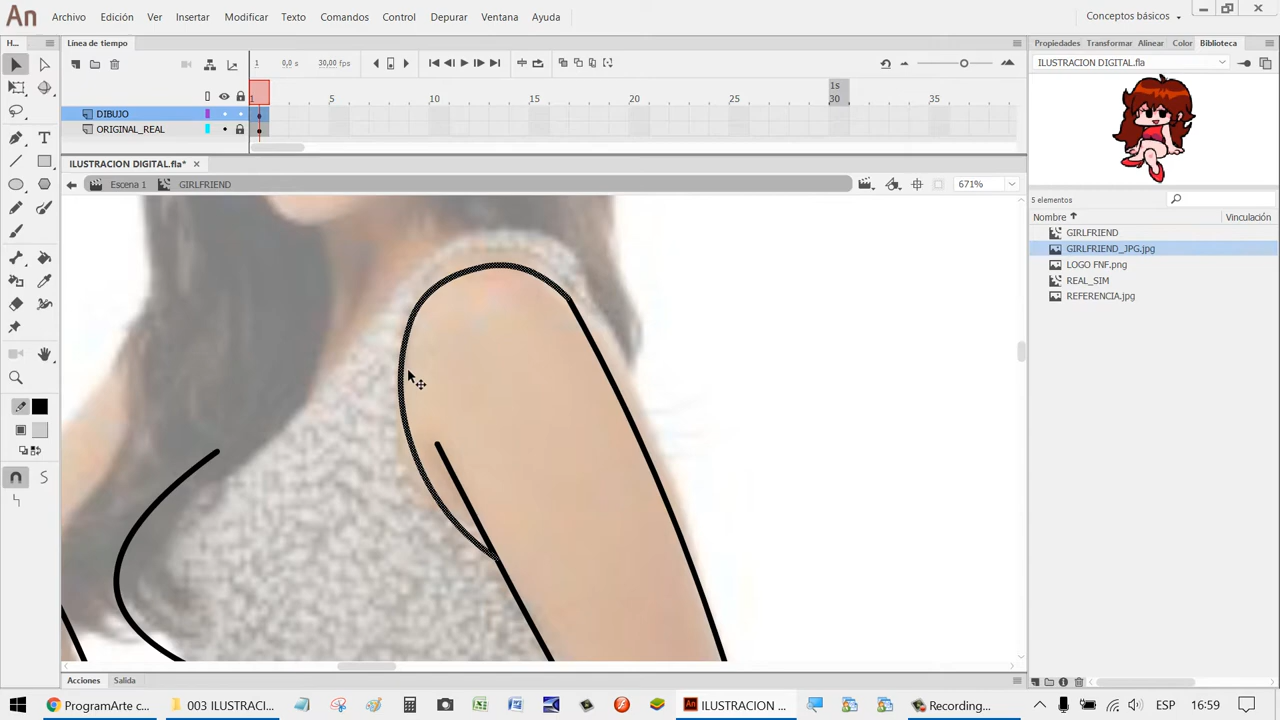 An Archivo Edición Ver Insertar Modificar Texto Comandos Control Depurar Ventana Ayuda Conceptos básicos
H... Línea de tiempo Propiedades Transformar Alinear Color Biblioteca
1 0,0 s 30,00 fps ILUSTRACION DIGITAL.fla
1s
1 5 10 15 20 25 30 35
DIBUJO
ORIGINAL_REAL
ILUSTRACION DIGITAL.fla*
Escena 1 GIRLFRIEND 671%
5 elementos
Nombre Vinculación
GIRLFRIEND
GIRLFRIEND_JPG.jpg
LOGO FNF.png
REAL_SIM
REFERENCIA.jpg
Acciones Salida
ProgramArte c... 003 ILUSTRACI... ILUSTRACION ... Recording... ESP 16:59